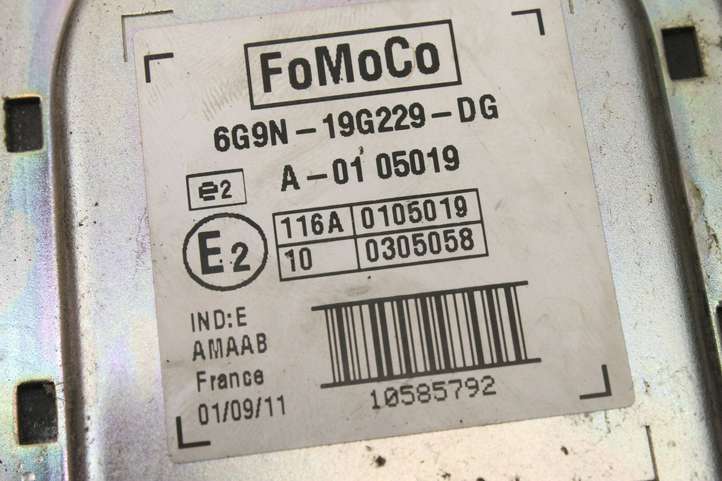 FoMoCo
6G9N-19G229-DG
A-01 05019
e2
E2
116A 0105019
10 0305058
IND:E
AMAAB
France
01/09/11
10585792